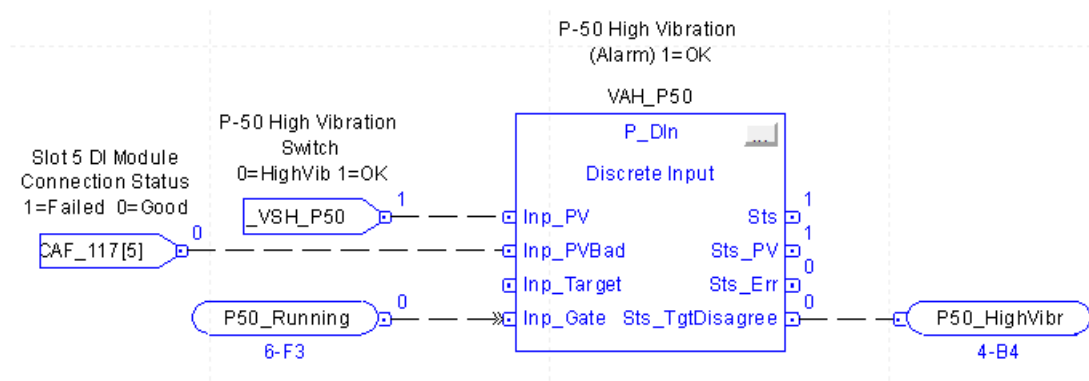 P-50 High Vibration
(Alarm) 1=OK
VAH_P50
P_DIn
...
Discrete Input
P-50 High Vibration
Switch
0=HighVib 1=OK
Slot 5 DI Module
Connection Status
1=Failed 0=Good
_VSH_P50
1
Inp_PV
Sts
1
CAF_117[5]
0
Inp_PVBad
Sts_PV
1
Inp_Target
Sts_Err
0
P50_Running
0
Inp_Gate
Sts_TgtDisagree
0
P50_HighVibr
6-F3
4-B4